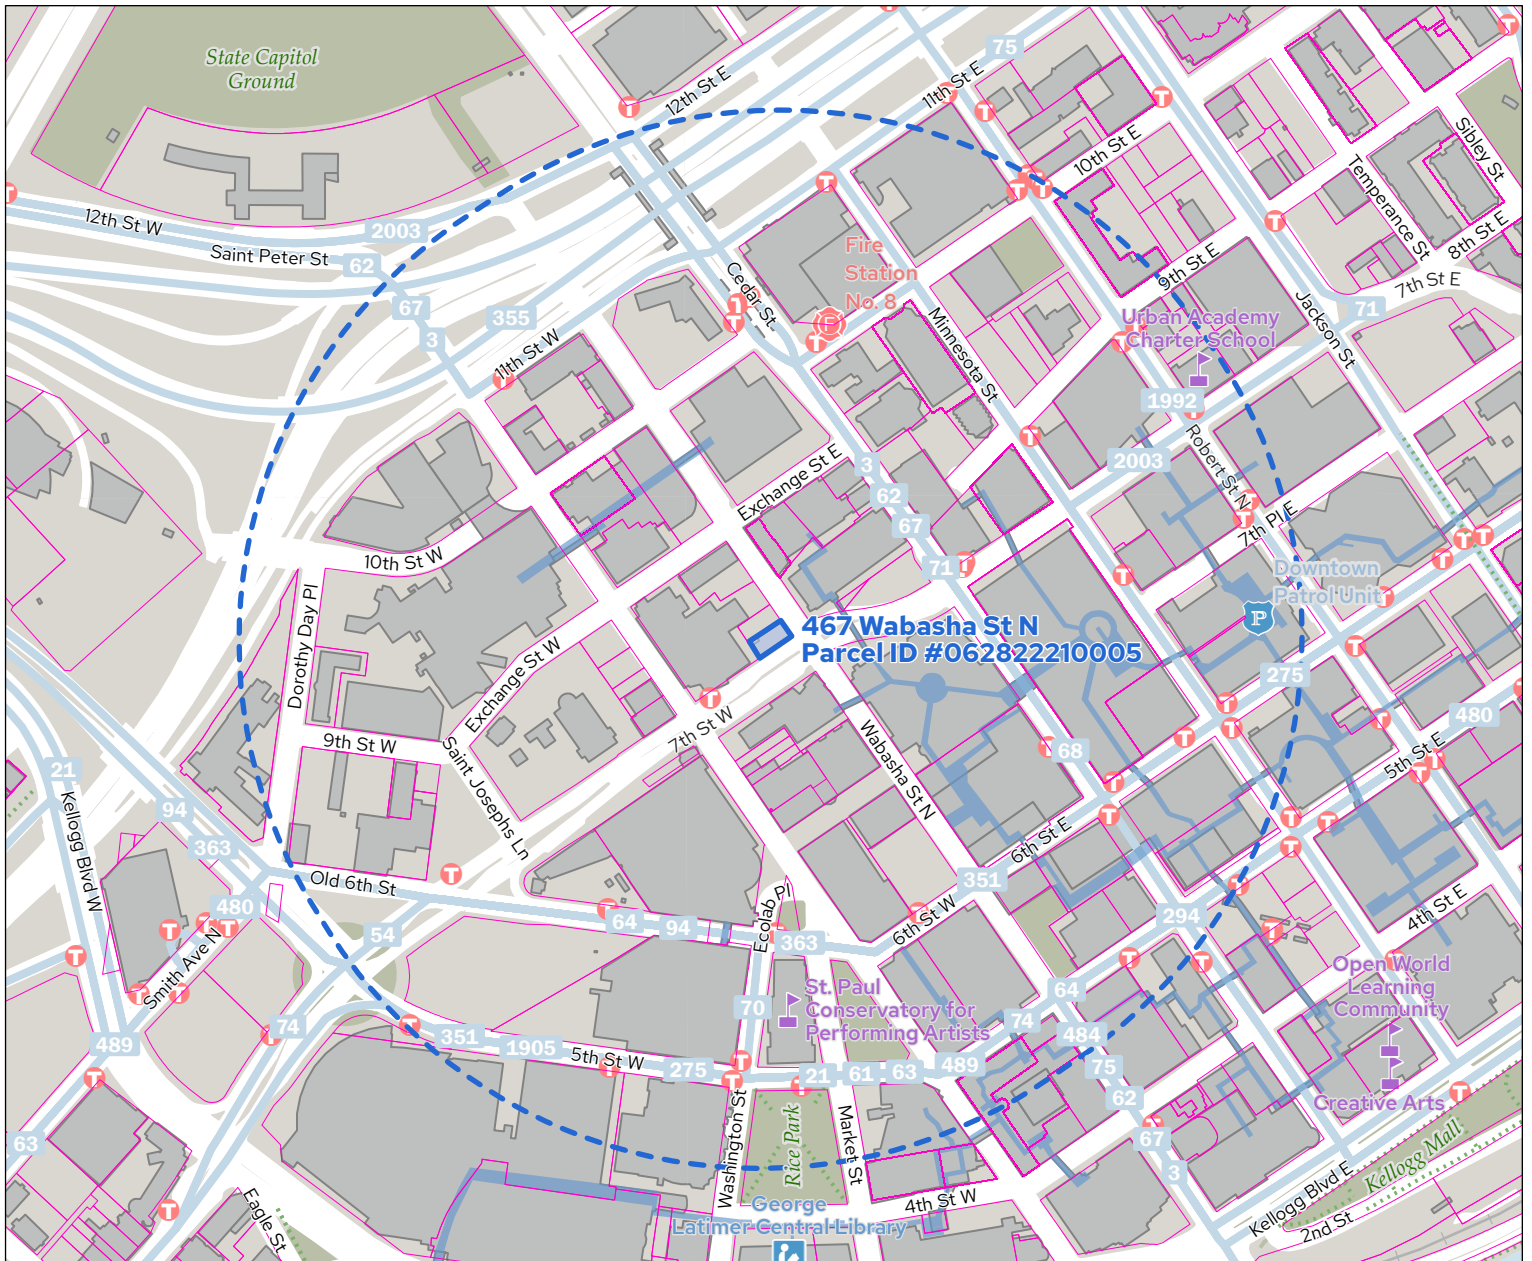 State Capitol
Ground
12th St E
75
11th St E
10th St E
Sibley St
Temperance St
8th St E
12th St W
2003
Saint Peter St
62
67
3
355
11th St W
Cedar St
Fire
Station
No. 8
F
Minnesota St
9th St E
7th St E
71
Jackson St
Urban Academy
Charter School
1992
2003
Robert St N
7th Pl E
Exchange St E
3
62
67
71
10th St W
Dorothy Day Pl
Exchange St W
467 Wabasha St N
Parcel ID #062822210005
Downtown
Patrol Unit
P
275
480
5th St E
7th St W
9th St W
Saint Josephs Ln
Wabasha St N
68
6th St E
351
21
Kellogg Blvd W
94
363
480
Old 6th St
54
64
94
Ecolab Pl
363
6th St W
294
4th St E
Smith Ave N
489
74
351
1905
5th St W
275
70
St. Paul
Conservatory for
Performing Artists
21
61
63
489
64
74
484
75
62
67
3
Open World
Learning
Community
Creative Arts
63
Washington St
Rice Park
Market St
4th St W
George
Latimer Central Library
Eagle St
Kellogg Blvd E
Kellogg Mall
2nd St